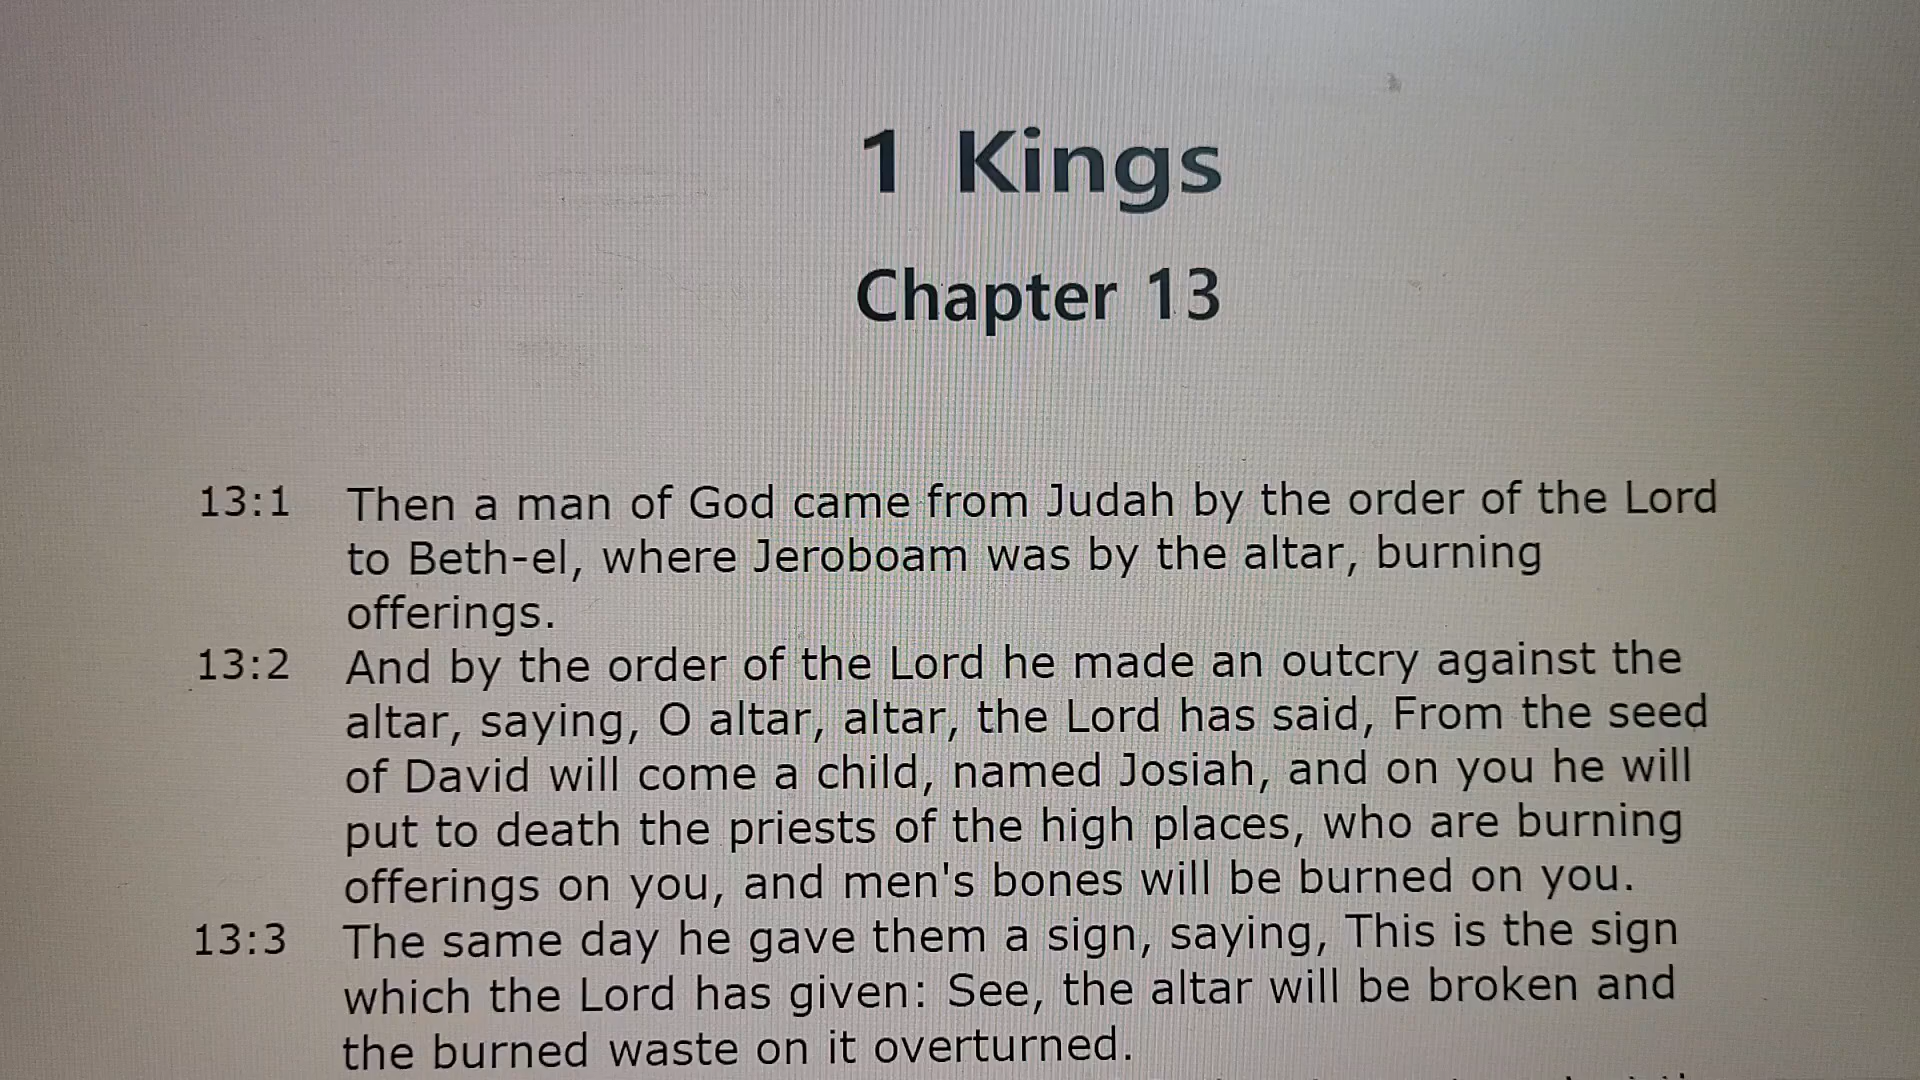 1 Kings
Chapter 13
13:1 Then a man of God came from Judah by the order of the Lord
to Beth-el, where Jeroboam was by the altar, burning
offerings.
13:2 And by the order of the Lord he made an outcry against the
altar, saying, O altar, altar, the Lord has said, From the seed
of David will come a child, named Josiah, and on you he will
put to death the priests of the high places, who are burning
offerings on you, and men's bones will be burned on you.
13:3 The same day he gave them a sign, saying, This is the sign
which the Lord has given: See, the altar will be broken and
the burned waste on it overturned.